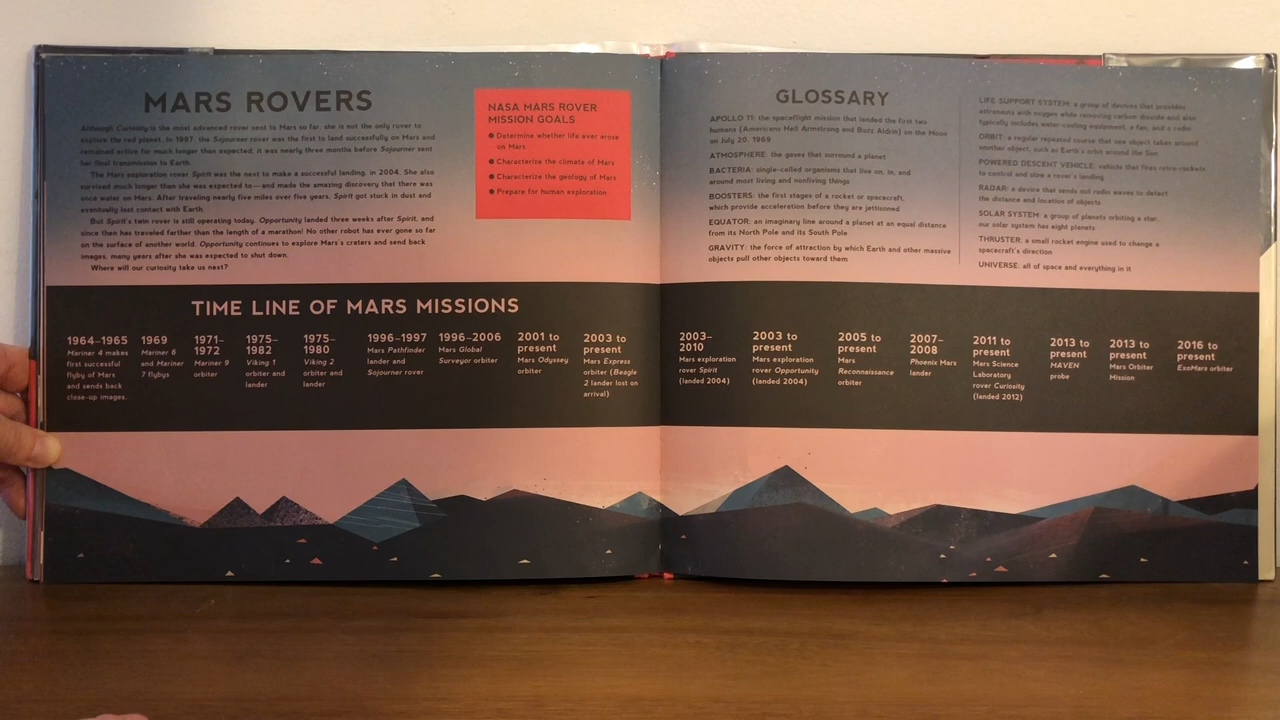 MARS ROVERS
Although Curiosity is the most advanced rover sent to Mars so far, she is not the only rover to
explore the red planet. In 1997, the Sojourner rover was the first to land successfully on Mars and
remained active for much longer than expected; it was nearly three months before Sojourner sent
her final transmission to Earth.
The Mars exploration rover Spirit was the next to make a successful landing, in 2004. She also
survived much longer than she was expected to—and made the amazing discovery that there was
once water on Mars. After traveling nearly five miles over five years, Spirit got stuck in dust and
eventually lost contact with Earth.
But Spirit's twin rover is still operating today. Opportunity landed three weeks after Spirit, and
since then has traveled farther than the length of a marathon! No other robot has ever gone so far
on the surface of another world. Opportunity continues to explore Mars's craters and send back
images, many years after she was expected to shut down.
Where will our curiosity take us next?
NASA MARS ROVER
MISSION GOALS
● Determine whether life ever arose
on Mars
● Characterize the climate of Mars
● Characterize the geology of Mars
● Prepare for human exploration
GLOSSARY
APOLLO 11: the spaceflight mission that landed the first two
humans (Americans Neil Armstrong and Buzz Aldrin) on the Moon
on July 20, 1969
ATMOSPHERE: the gases that surround a planet
BACTERIA: single-celled organisms that live on, in, and
around most living and nonliving things
BOOSTERS: the first stages of a rocket or spacecraft,
which provide acceleration before they are jettisoned
EQUATOR: an imaginary line around a planet at an equal distance
from its North Pole and its South Pole
GRAVITY: the force of attraction by which Earth and other massive
objects pull other objects toward them
LIFE SUPPORT SYSTEM: a group of devices that provides
astronauts with oxygen while removing carbon dioxide and also
typically includes water-cooling equipment, a fan, and a radio
ORBIT: a regular repeated course that one object takes around
another object, such as Earth's orbit around the Sun
POWERED DESCENT VEHICLE: vehicle that fires retro-rockets
to control and slow a rover's landing
RADAR: a device that sends out radio waves to detect
the distance and location of objects
SOLAR SYSTEM: a group of planets orbiting a star;
our solar system has eight planets
THRUSTER: a small rocket engine used to change a
spacecraft's direction
UNIVERSE: all of space and everything in it
TIME LINE OF MARS MISSIONS
1964–1965
Mariner 4 makes
first successful
flyby of Mars
and sends back
close-up images.
1969
Mariner 6
and Mariner
7 flybys
1971–
1972
Mariner 9
orbiter
1975–
1982
Viking 1
orbiter and
lander
1975–
1980
Viking 2
orbiter and
lander
1996–1997
Mars Pathfinder
lander and
Sojourner rover
1996–2006
Mars Global
Surveyor orbiter
2001 to
present
Mars Odyssey
orbiter
2003 to
present
Mars Express
orbiter (Beagle
2 lander lost on
arrival)
2003–
2010
Mars exploration
rover Spirit
(landed 2004)
2003 to
present
Mars exploration
rover Opportunity
(landed 2004)
2005 to
present
Mars
Reconnaissance
orbiter
2007–
2008
Phoenix Mars
lander
2011 to
present
Mars Science
Laboratory
rover Curiosity
(landed 2012)
2013 to
present
MAVEN
probe
2013 to
present
Mars Orbiter
Mission
2016 to
present
ExoMars orbiter